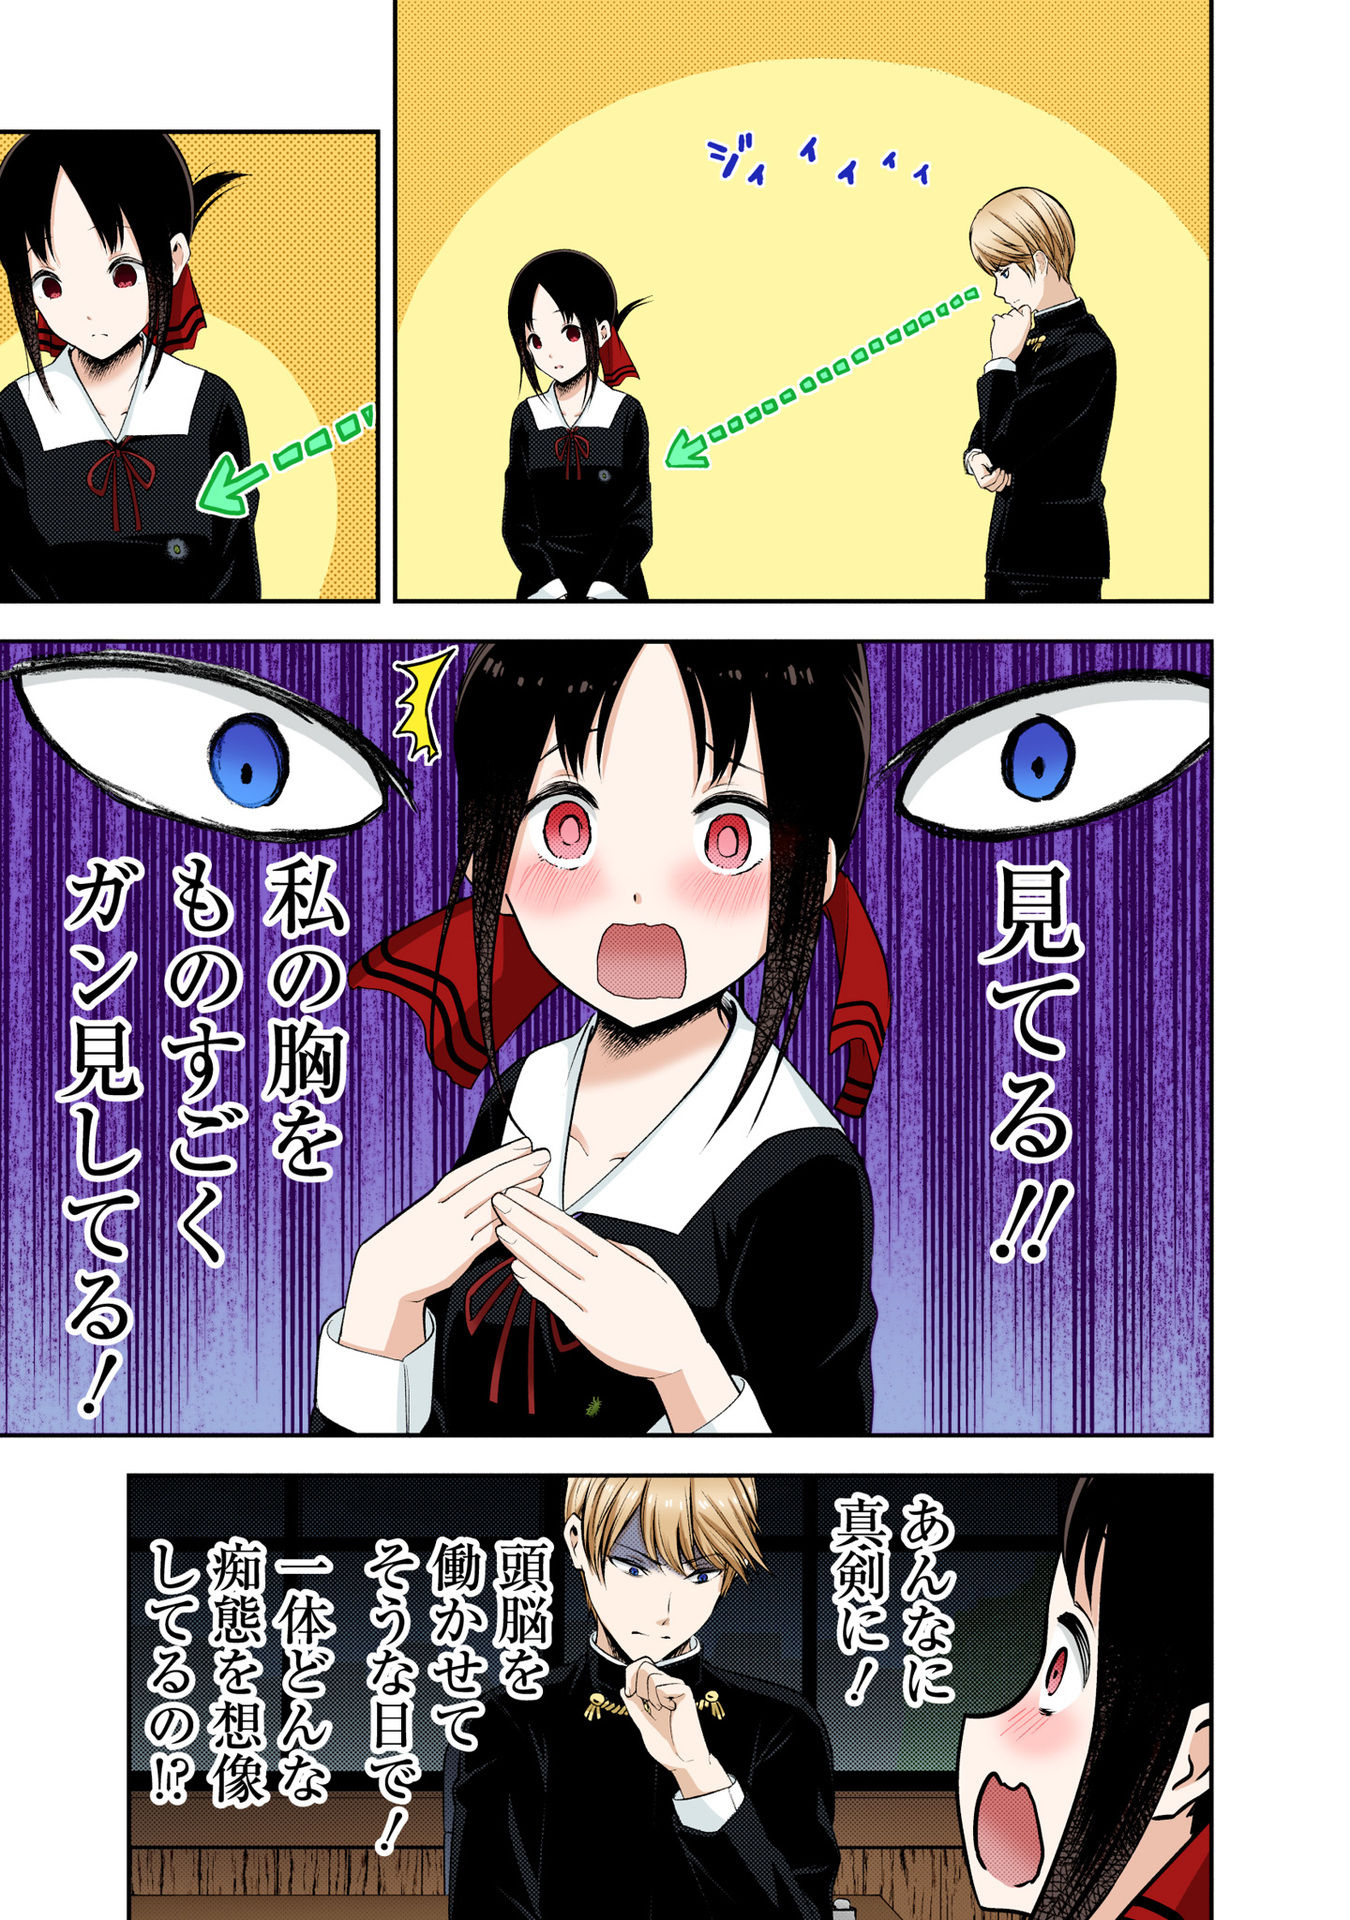 ジィイイィィ
見てる!!
私の胸を
ものすごく
ガン見してる!
あんなに
真剣に!
頭脳を
働かせて
そうな目で!
一体どんな
痴態を想像
してるの!?